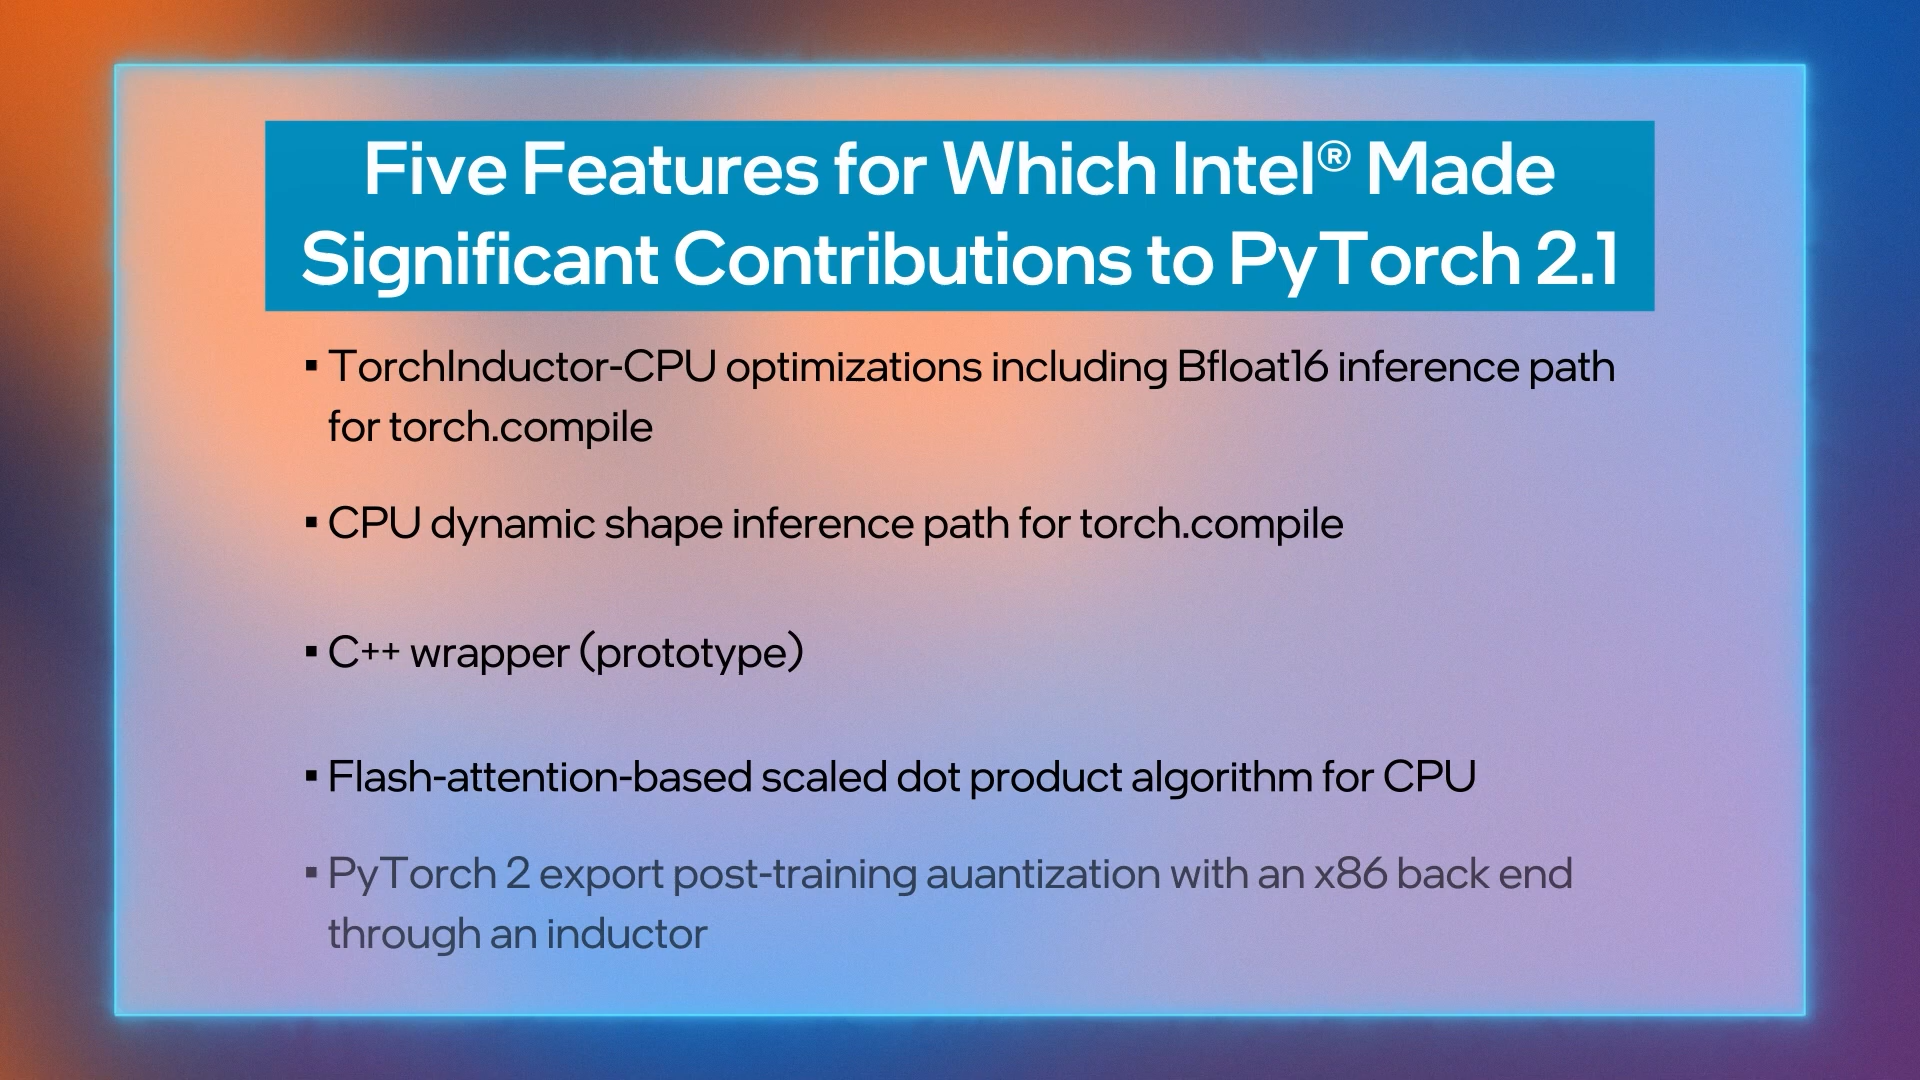 Five Features for Which Intel® Made
Significant Contributions to PyTorch 2.1
▪ TorchInductor-CPU optimizations including Bfloat16 inference path
for torch.compile
▪ CPU dynamic shape inference path for torch.compile
▪ C++ wrapper (prototype)
▪ Flash-attention-based scaled dot product algorithm for CPU
▪ PyTorch 2 export post-training auantization with an x86 back end
through an inductor